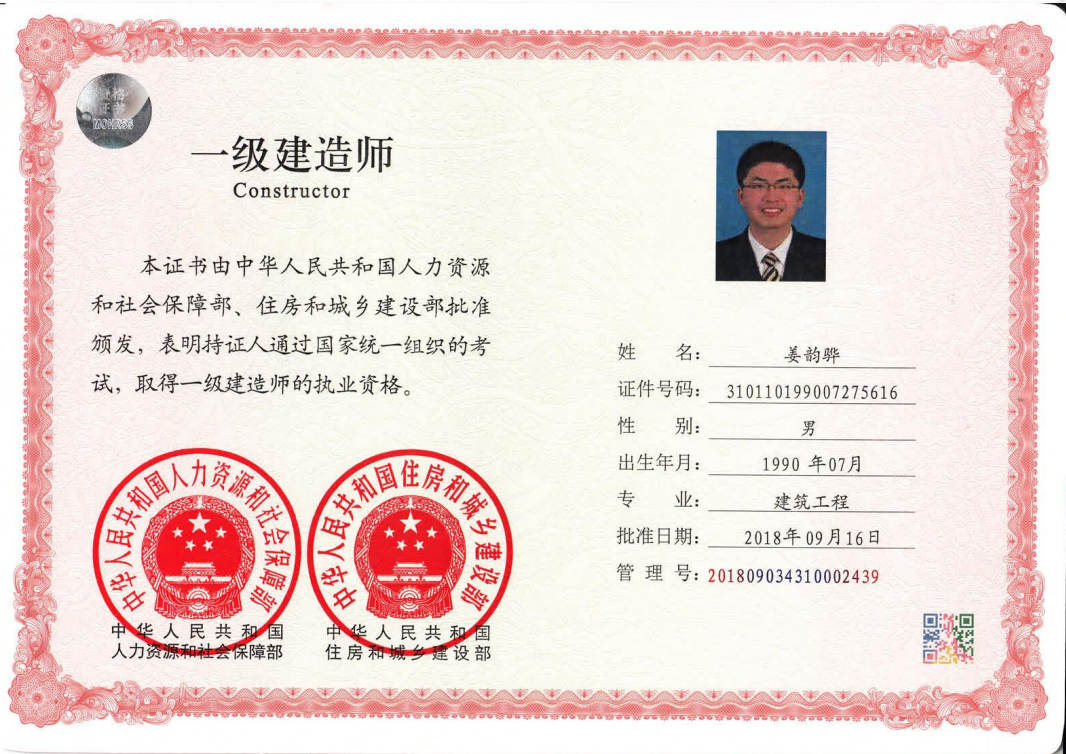 资格
证书
MOHRSS
一级建造师
Constructor
本证书由中华人民共和国人力资源
和社会保障部、住房和城乡建设部批准
颁发，表明持证人通过国家统一组织的考
试，取得一级建造师的执业资格。
姓 名： 姜韵骅
证件号码： 310110199007275616
性 别： 男
出生年月： 1990 年07月
专 业： 建筑工程
批准日期： 2018年09月16日
管 理 号：201809034310002439
中华人民共和国人力资源和社会保障部
中华人民共和国住房和城乡建设部
中华人民共和国
人力资源和社会保障部
中华人民共和国
住房和城乡建设部